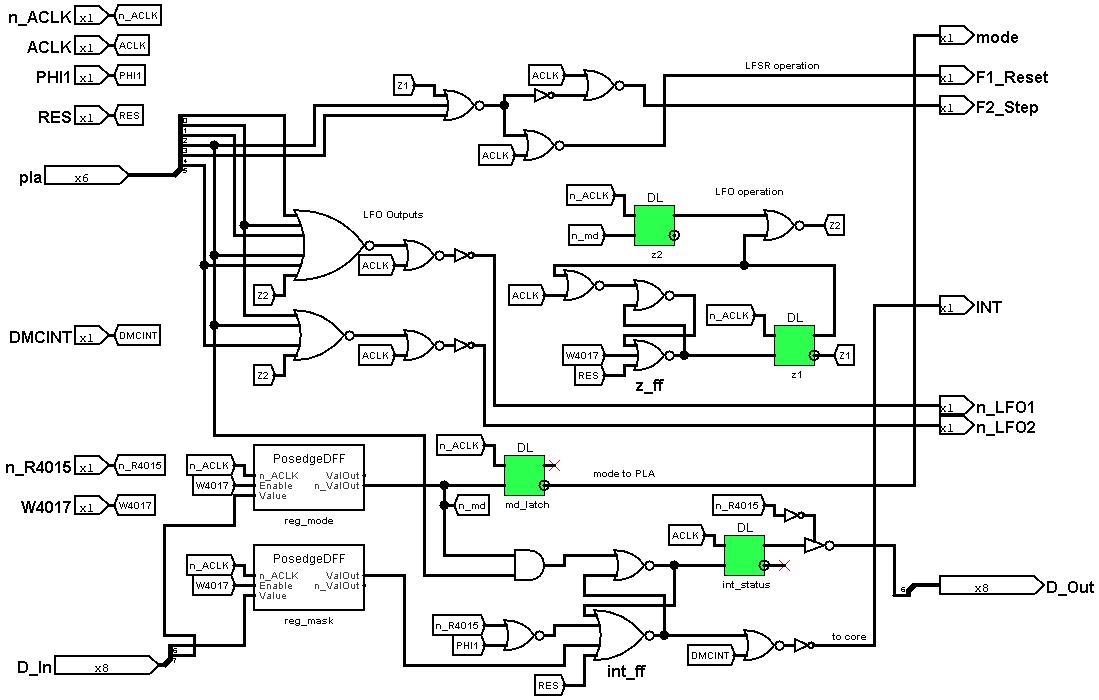 n_ACLK x1 n_ACLK
ACLK x1 ACLK
PHI1 x1 PHI1
RES x1 RES
pla x6
0
1
2
3
4
5
Z1
ACLK
ACLK
LFSR operation
x1 mode
x1 F1_Reset
x1 F2_Step
LFO Outputs
Z2
ACLK
Z2
ACLK
LFO operation
n_ACLK
n_md
DL
z2
Z2
ACLK
W4017
RES
z_ff
n_ACLK
DL
z1
Z1
x1 INT
x1 n_LFO1
x1 n_LFO2
DMCINT x1 DMCINT
n_R4015 x1 n_R4015
W4017 x1 W4017
n_ACLK
W4017
PosedgeDFF
n_ACLK ValOut
Enable n_ValOut
Value
reg_mode
n_md
n_ACLK
DL
md_latch
mode to PLA
n_ACLK
W4017
PosedgeDFF
n_ACLK ValOut
Enable n_ValOut
Value
reg_mask
n_R4015
ACLK
DL
int_status
6
x8 D_Out
n_R4015
PHI1
RES
int_ff
DMCINT
to core
D_In x8
6
7